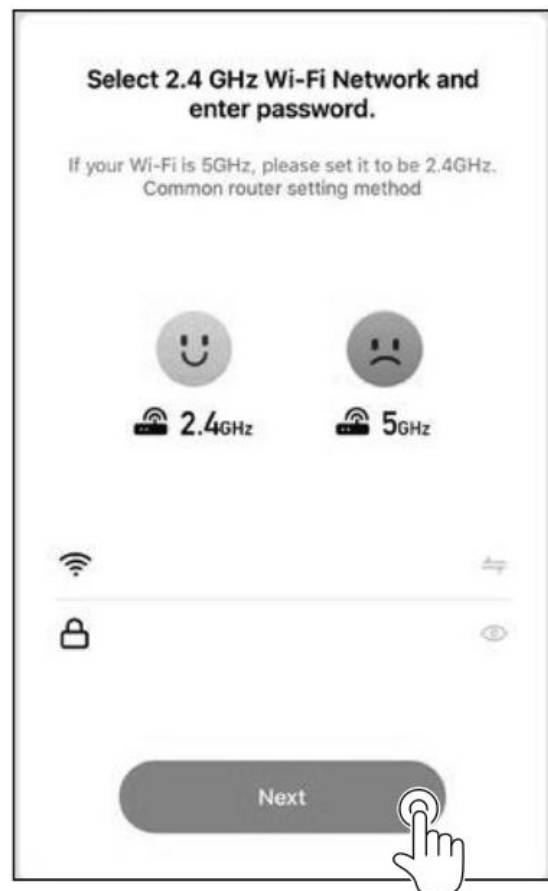 Select 2.4 GHz Wi-Fi Network and
enter password.
If your Wi-Fi is 5GHz, please set it to be 2.4GHz.
Common router setting method
2.4GHz
5GHz
Next